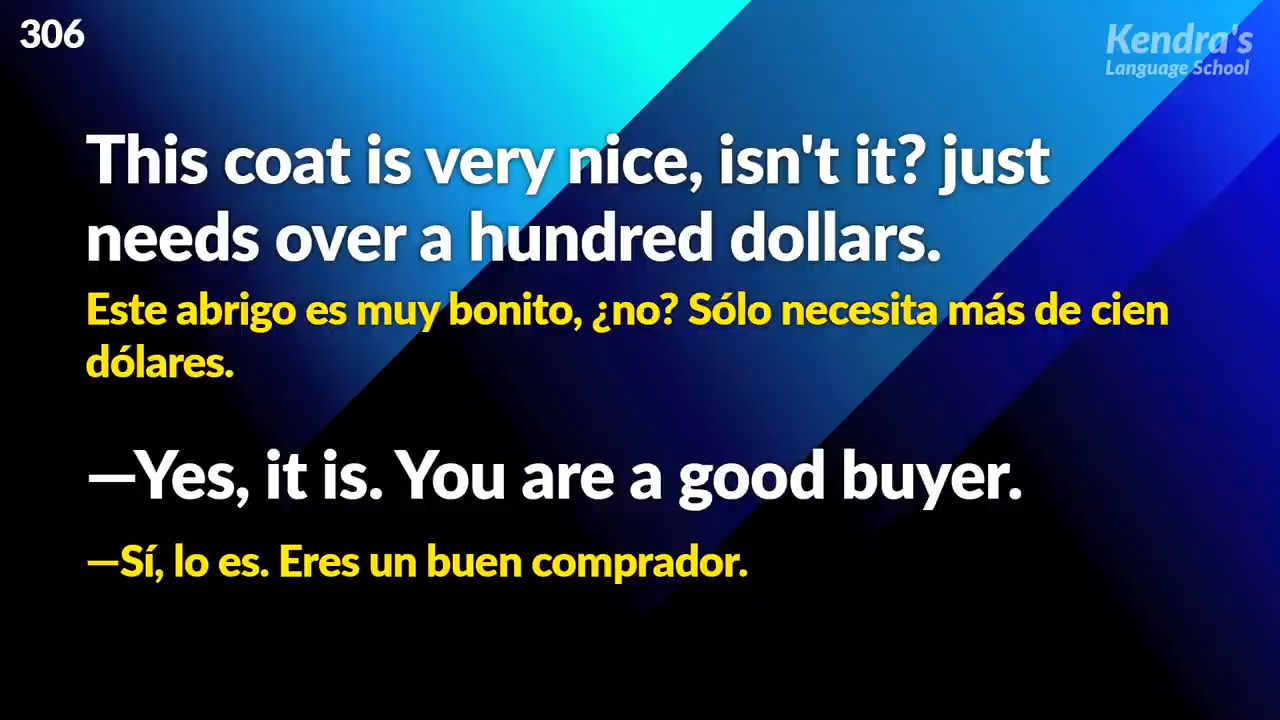 306
Kendra's
Language School
This coat is very nice, isn't it? just
needs over a hundred dollars.
Este abrigo es muy bonito, ¿no? Sólo necesita más de cien
dólares.
—Yes, it is. You are a good buyer.
—Sí, lo es. Eres un buen comprador.